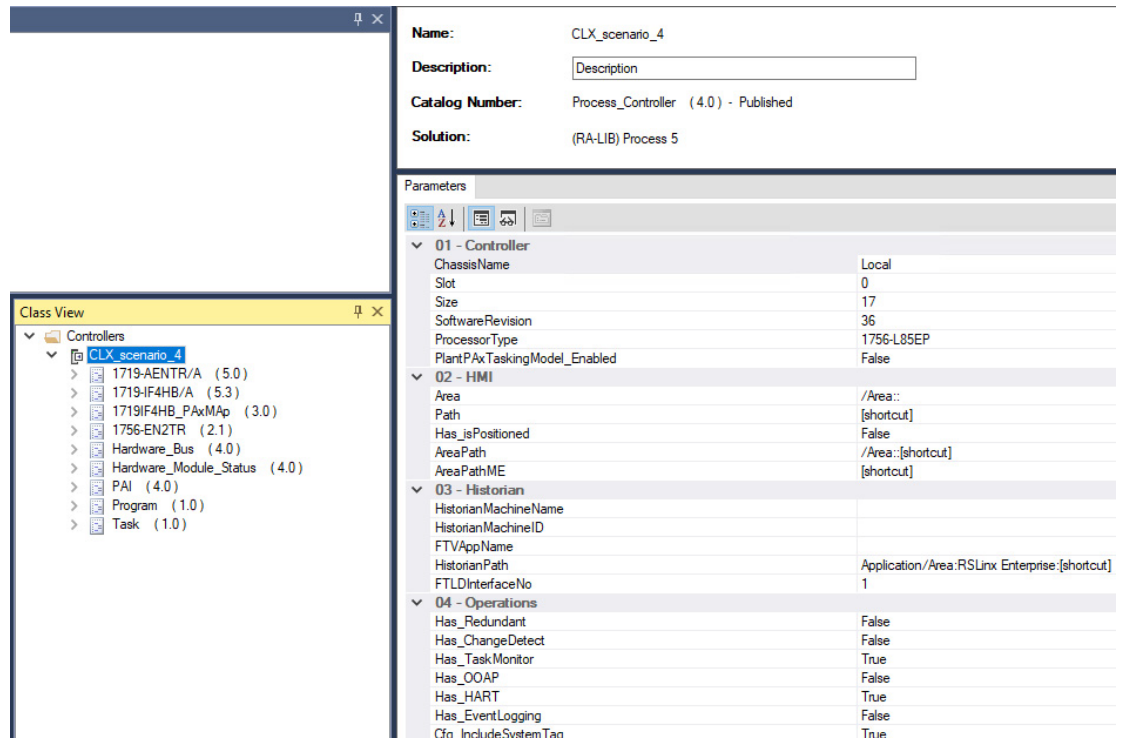 Name: CLX_scenario_4
Description: Description
Catalog Number: Process_Controller (4.0) - Published
Solution: (RA-LIB) Process 5
Parameters
01 - Controller
ChassisName Local
Slot 0
Size 17
SoftwareRevision 36
ProcessorType 1756-L85EP
PlantPAxTaskingModel_Enabled False
02 - HMI
Area /Area::
Path [shortcut]
Has_isPositioned False
AreaPath /Area::[shortcut]
AreaPathME [shortcut]
03 - Historian
HistorianMachineName
HistorianMachineID
FTVAppName
HistorianPath Application/Area:RSLinx Enterprise:[shortcut]
FTLDInterfaceNo 1
04 - Operations
Has_Redundant False
Has_ChangeDetect False
Has_TaskMonitor True
Has_OOAP False
Has_HART True
Has_EventLogging False
Cfg_IncludeSystemTag True
Class View
Controllers
CLX_scenario_4
1719-AENTR/A (5.0)
1719-IF4HB/A (5.3)
1719IF4HB_PAxMAp (3.0)
1756-EN2TR (2.1)
Hardware_Bus (4.0)
Hardware_Module_Status (4.0)
PAI (4.0)
Program (1.0)
Task (1.0)